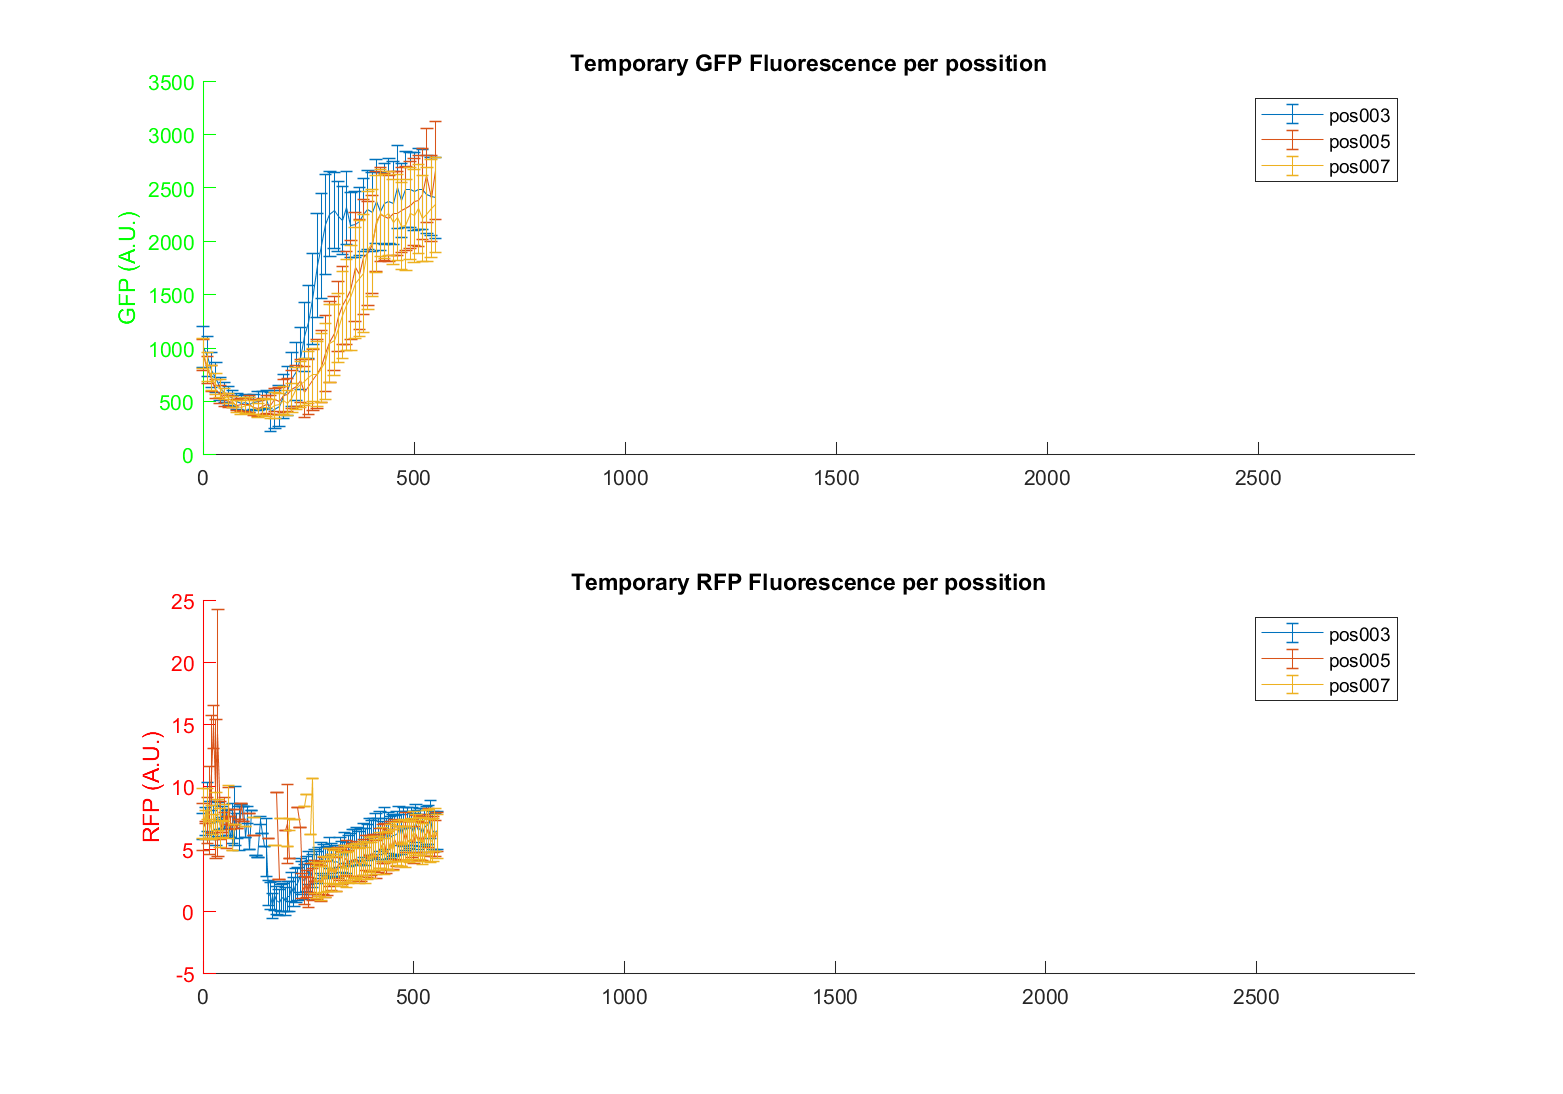 Temporary GFP Fluorescence per possition
3500
3000
2500
2000
1500
1000
500
0
GFP (A.U.)
pos003
pos005
pos007
0 500 1000 1500 2000 2500
Temporary RFP Fluorescence per possition
25
20
15
10
5
0
-5
RFP (A.U.)
pos003
pos005
pos007
0 500 1000 1500 2000 2500